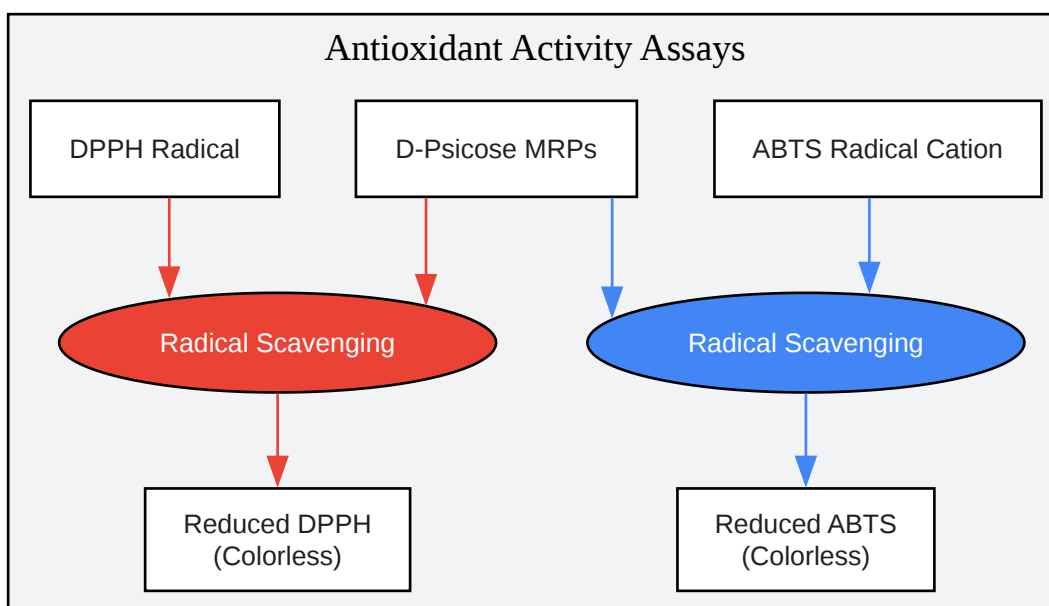 Antioxidant Activity Assays
DPPH Radical
D-Psicose MRPs
ABTS Radical Cation
Radical Scavenging
Radical Scavenging
Reduced DPPH
(Colorless)
Reduced ABTS
(Colorless)